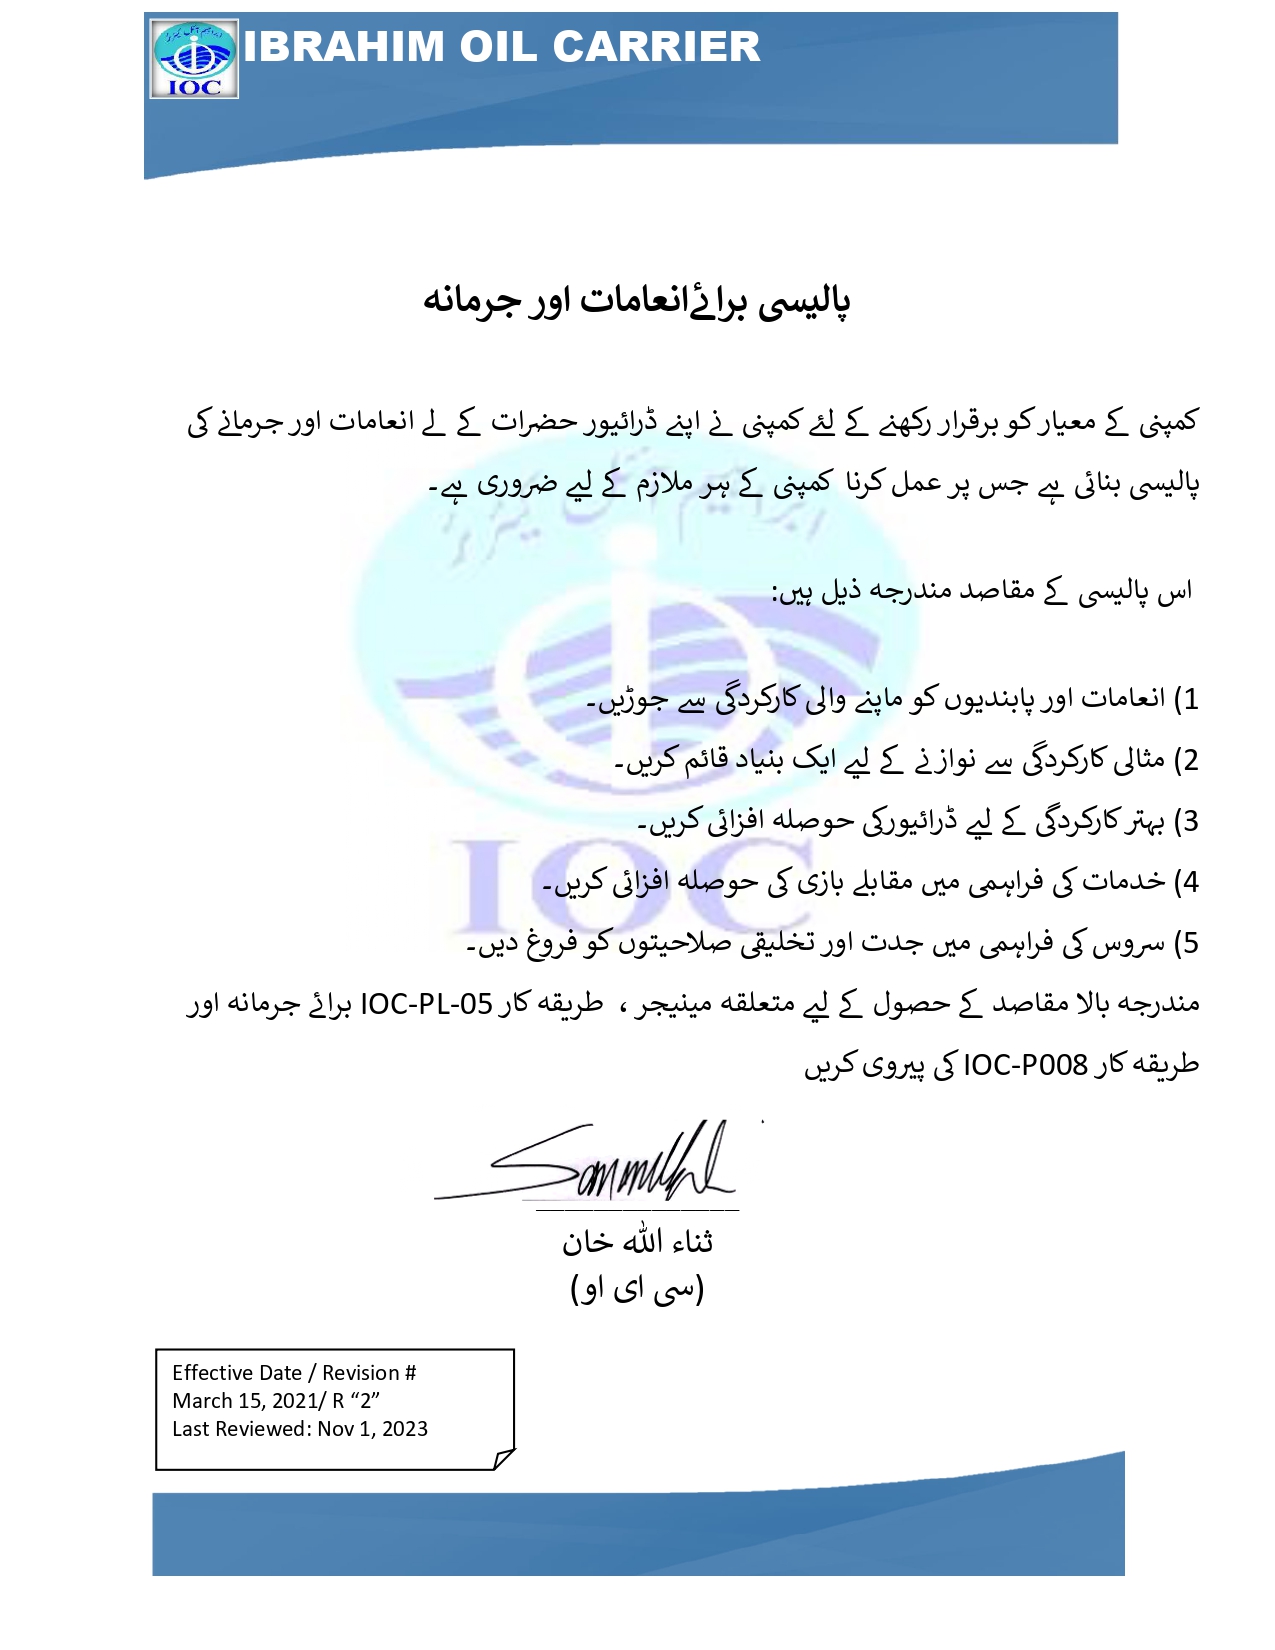 ابراہیم آئل کیرئرز
IOC
IBRAHIM OIL CARRIER
پالیسی برائےانعامات اور جرمانہ
کمپنی کے معیار کو برقرار رکھنے کے لئے کمپنی نے اپنے ڈرائیور حضرات کے لے انعامات اور جرمانے کی
پالیسی بنائی ہے جس پر عمل کرنا کمپنی کے ہر ملازم کے لیے ضروری ہے۔
اس پالیسی کے مقاصد مندرجہ ذیل ہیں:
1) انعامات اور پابندیوں کو ماپنے والی کارکردگی سے جوڑیں۔
2) مثالی کارکردگی سے نوازنے کے لیے ایک بنیاد قائم کریں۔
3) بہتر کارکردگی کے لیے ڈرائیورکی حوصلہ افزائی کریں۔
4) خدمات کی فراہمی میں مقابلے بازی کی حوصلہ افزائی کریں۔
5) سروس کی فراہمی میں جدت اور تخلیقی صلاحیتوں کو فروغ دیں۔
مندرجہ بالا مقاصد کے حصول کے لیے متعلقہ مینیجر ، طریقہ کار IOC-PL-05 برائے جرمانہ اور
طریقہ کار IOC-P008 کی پیروی کریں
ثناء اللہ خان
(سی ای او)
Effective Date / Revision #
March 15, 2021/ R “2”
Last Reviewed: Nov 1, 2023